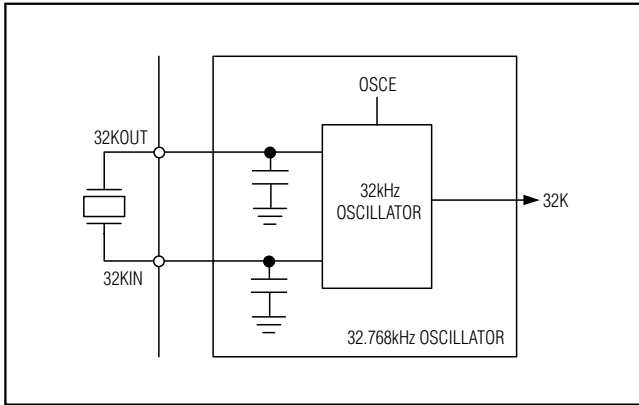 OSCE
32KOUT
32kHz
OSCILLATOR
32K
32KIN
32.768kHz OSCILLATOR